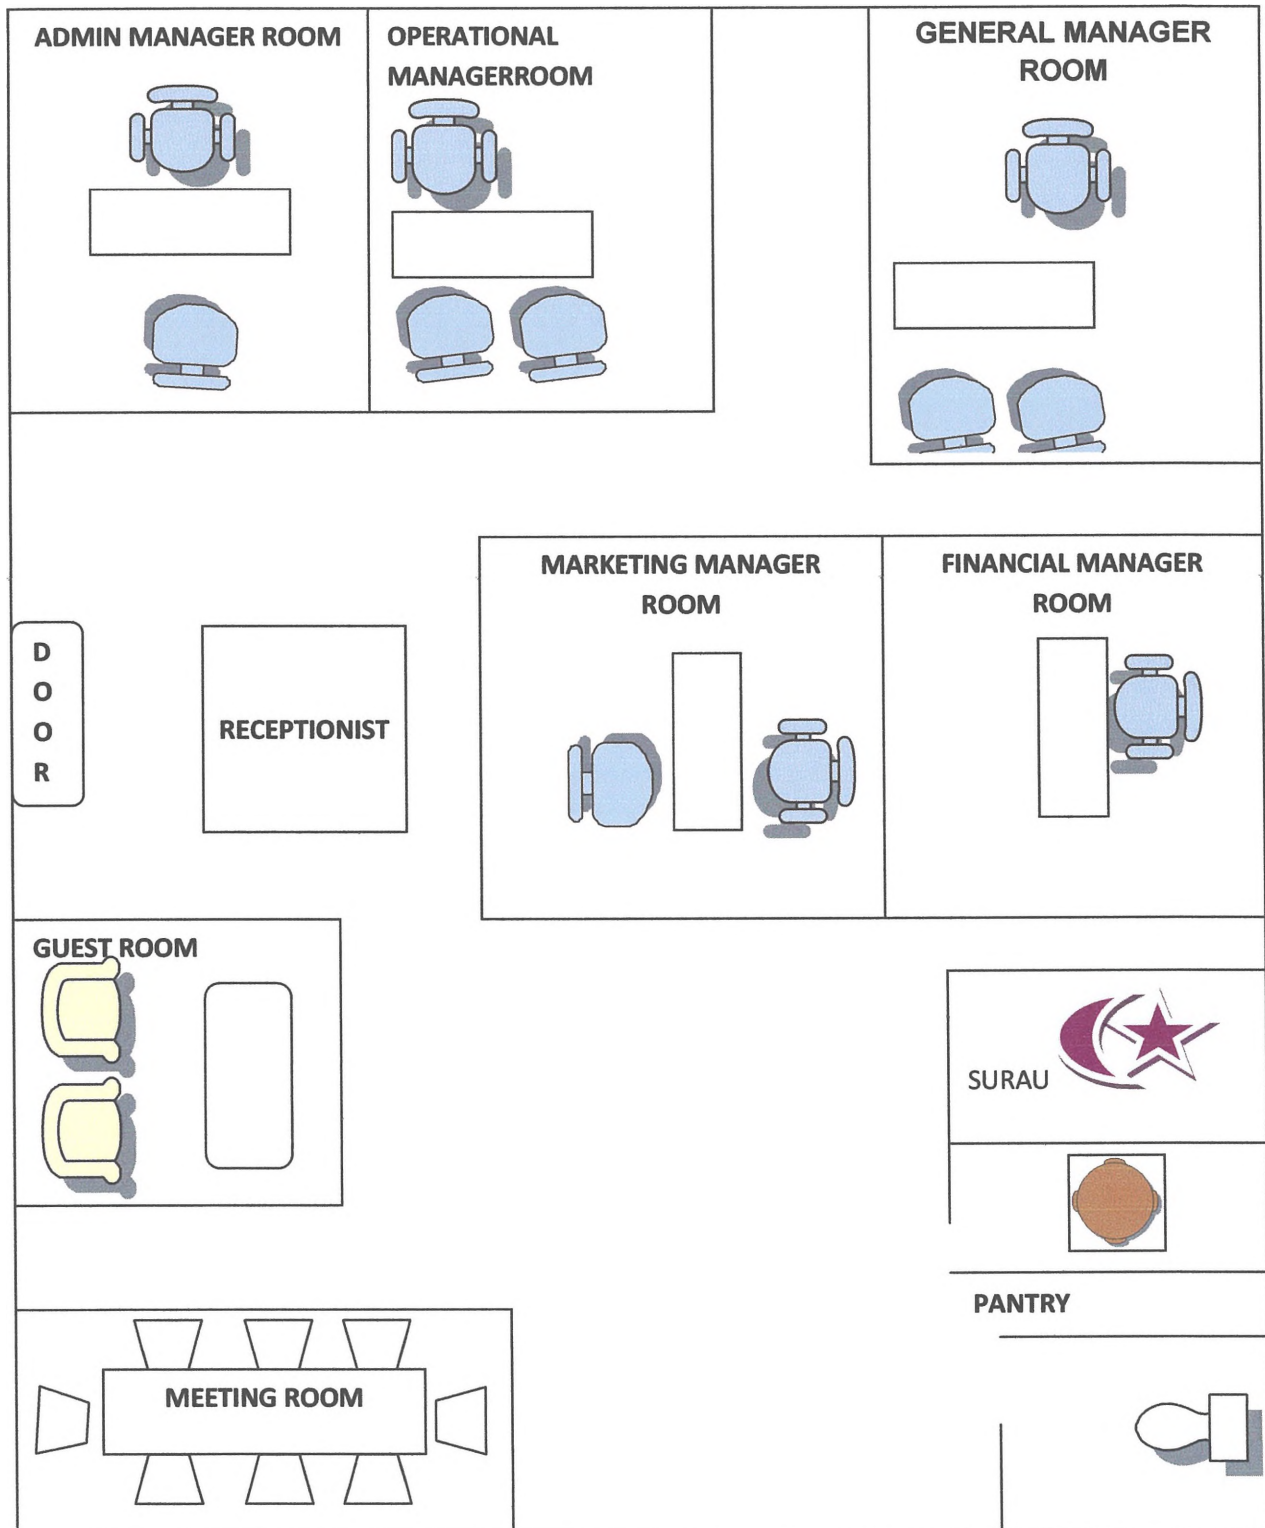 ADMIN MANAGER ROOM
OPERATIONAL
MANAGERROOM
GENERAL MANAGER
ROOM
MARKETING MANAGER
ROOM
FINANCIAL MANAGER
ROOM
D
O
O
R
RECEPTIONIST
GUEST ROOM
SURAU
PANTRY
MEETING ROOM